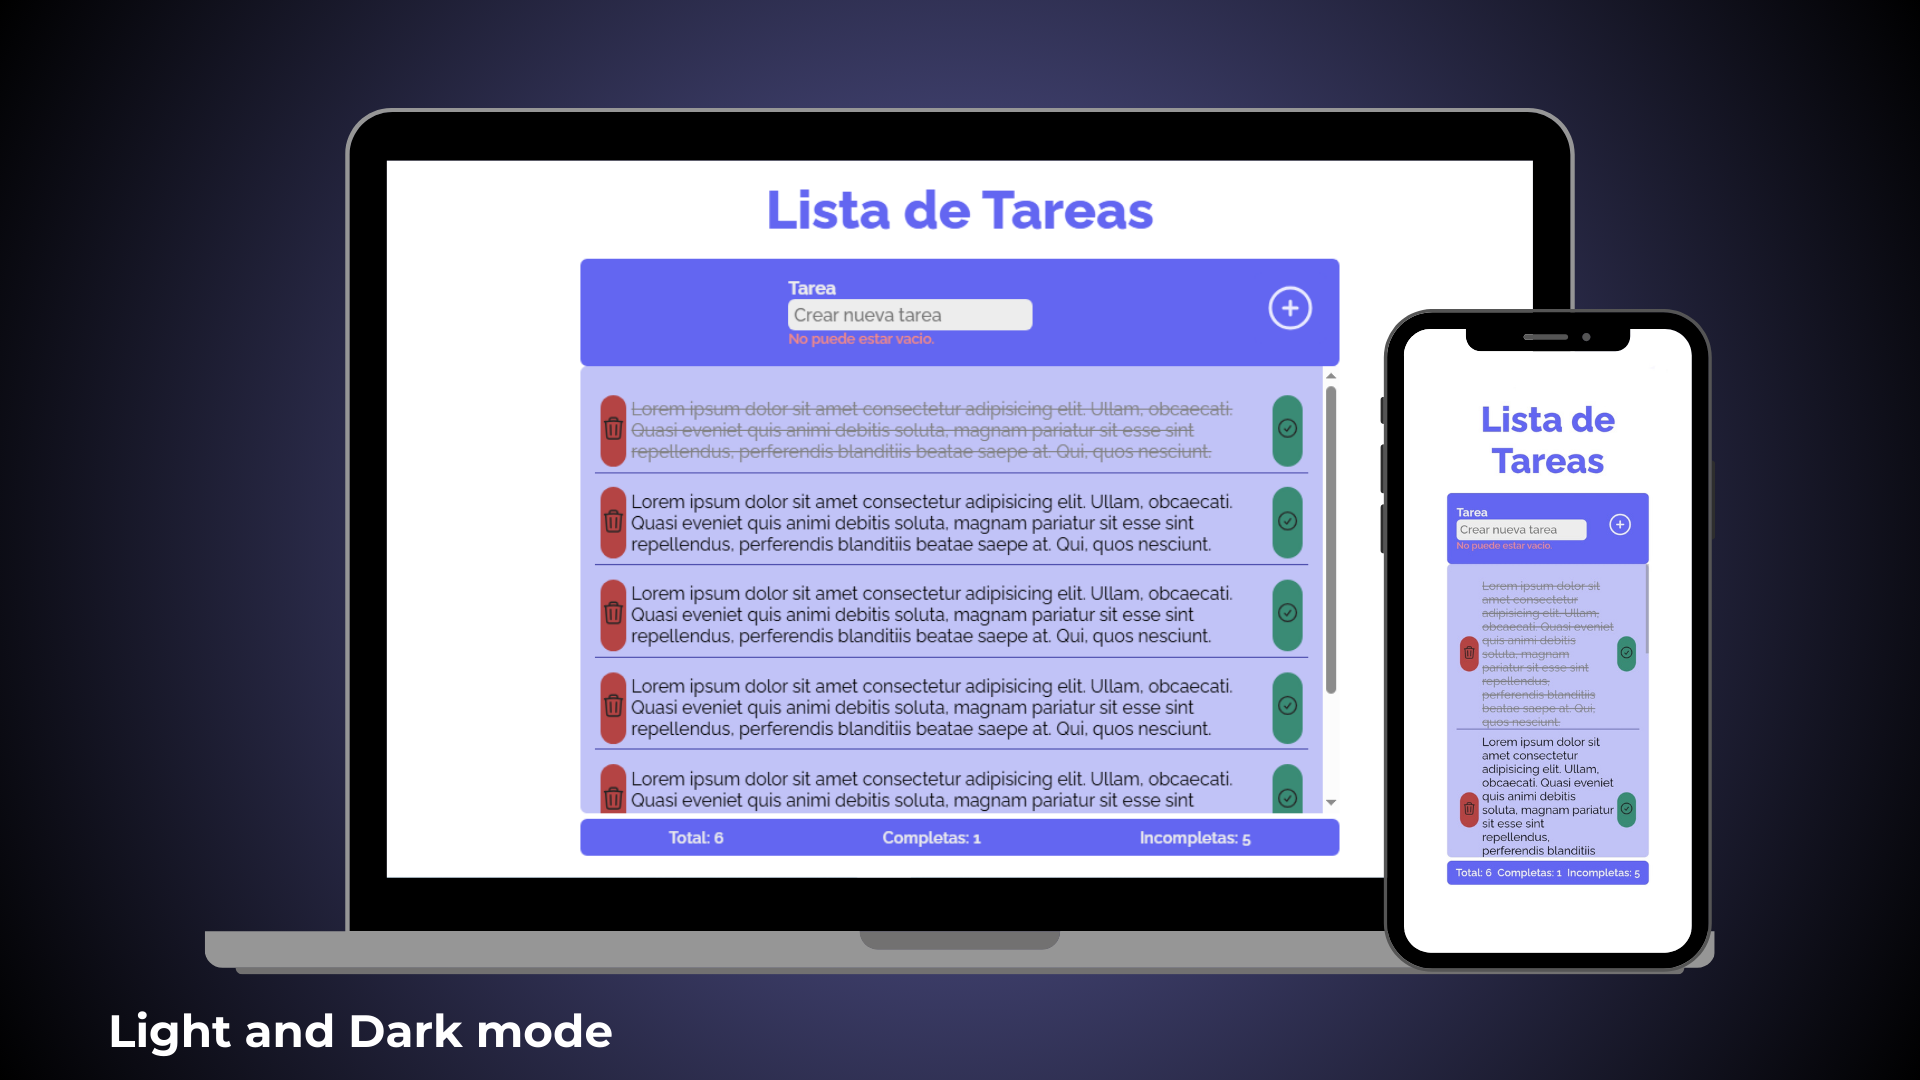 Lista de Tareas
Tarea
Crear nueva tarea
No puede estar vacio.
Lorem ipsum dolor sit amet consectetur adipisicing elit. Ullam, obcaecati.
Quasi eveniet quis animi debitis soluta, magnam pariatur sit esse sint
repellendus, perferendis blanditiis beatae saepe at. Qui, quos nesciunt.
Lorem ipsum dolor sit amet consectetur adipisicing elit. Ullam, obcaecati.
Quasi eveniet quis animi debitis soluta, magnam pariatur sit esse sint
repellendus, perferendis blanditiis beatae saepe at. Qui, quos nesciunt.
Lorem ipsum dolor sit amet consectetur adipisicing elit. Ullam, obcaecati.
Quasi eveniet quis animi debitis soluta, magnam pariatur sit esse sint
repellendus, perferendis blanditiis beatae saepe at. Qui, quos nesciunt.
Lorem ipsum dolor sit amet consectetur adipisicing elit. Ullam, obcaecati.
Quasi eveniet quis animi debitis soluta, magnam pariatur sit esse sint
repellendus, perferendis blanditiis beatae saepe at. Qui, quos nesciunt.
Lorem ipsum dolor sit amet consectetur adipisicing elit. Ullam, obcaecati.
Quasi eveniet quis animi debitis soluta, magnam pariatur sit esse sint
Total: 6 Completas: 1 Incompletas: 5
Lista de
Tareas
Tarea
Crear nueva tarea
No puede estar vacio.
Lorem ipsum dolor sit
amet consectetur
adipisicing elit. Ullam,
obcaecati. Quasi eveniet
quis animi debitis
soluta, magnam
pariatur sit esse sint
repellendus,
perferendis blanditiis
beatae saepe at. Qui,
quos nesciunt.
Lorem ipsum dolor sit
amet consectetur
adipisicing elit. Ullam,
obcaecati. Quasi eveniet
quis animi debitis
soluta, magnam pariatur
sit esse sint
repellendus,
perferendis blanditiis
Total: 6 Completas: 1 Incompletas: 5
Light and Dark mode